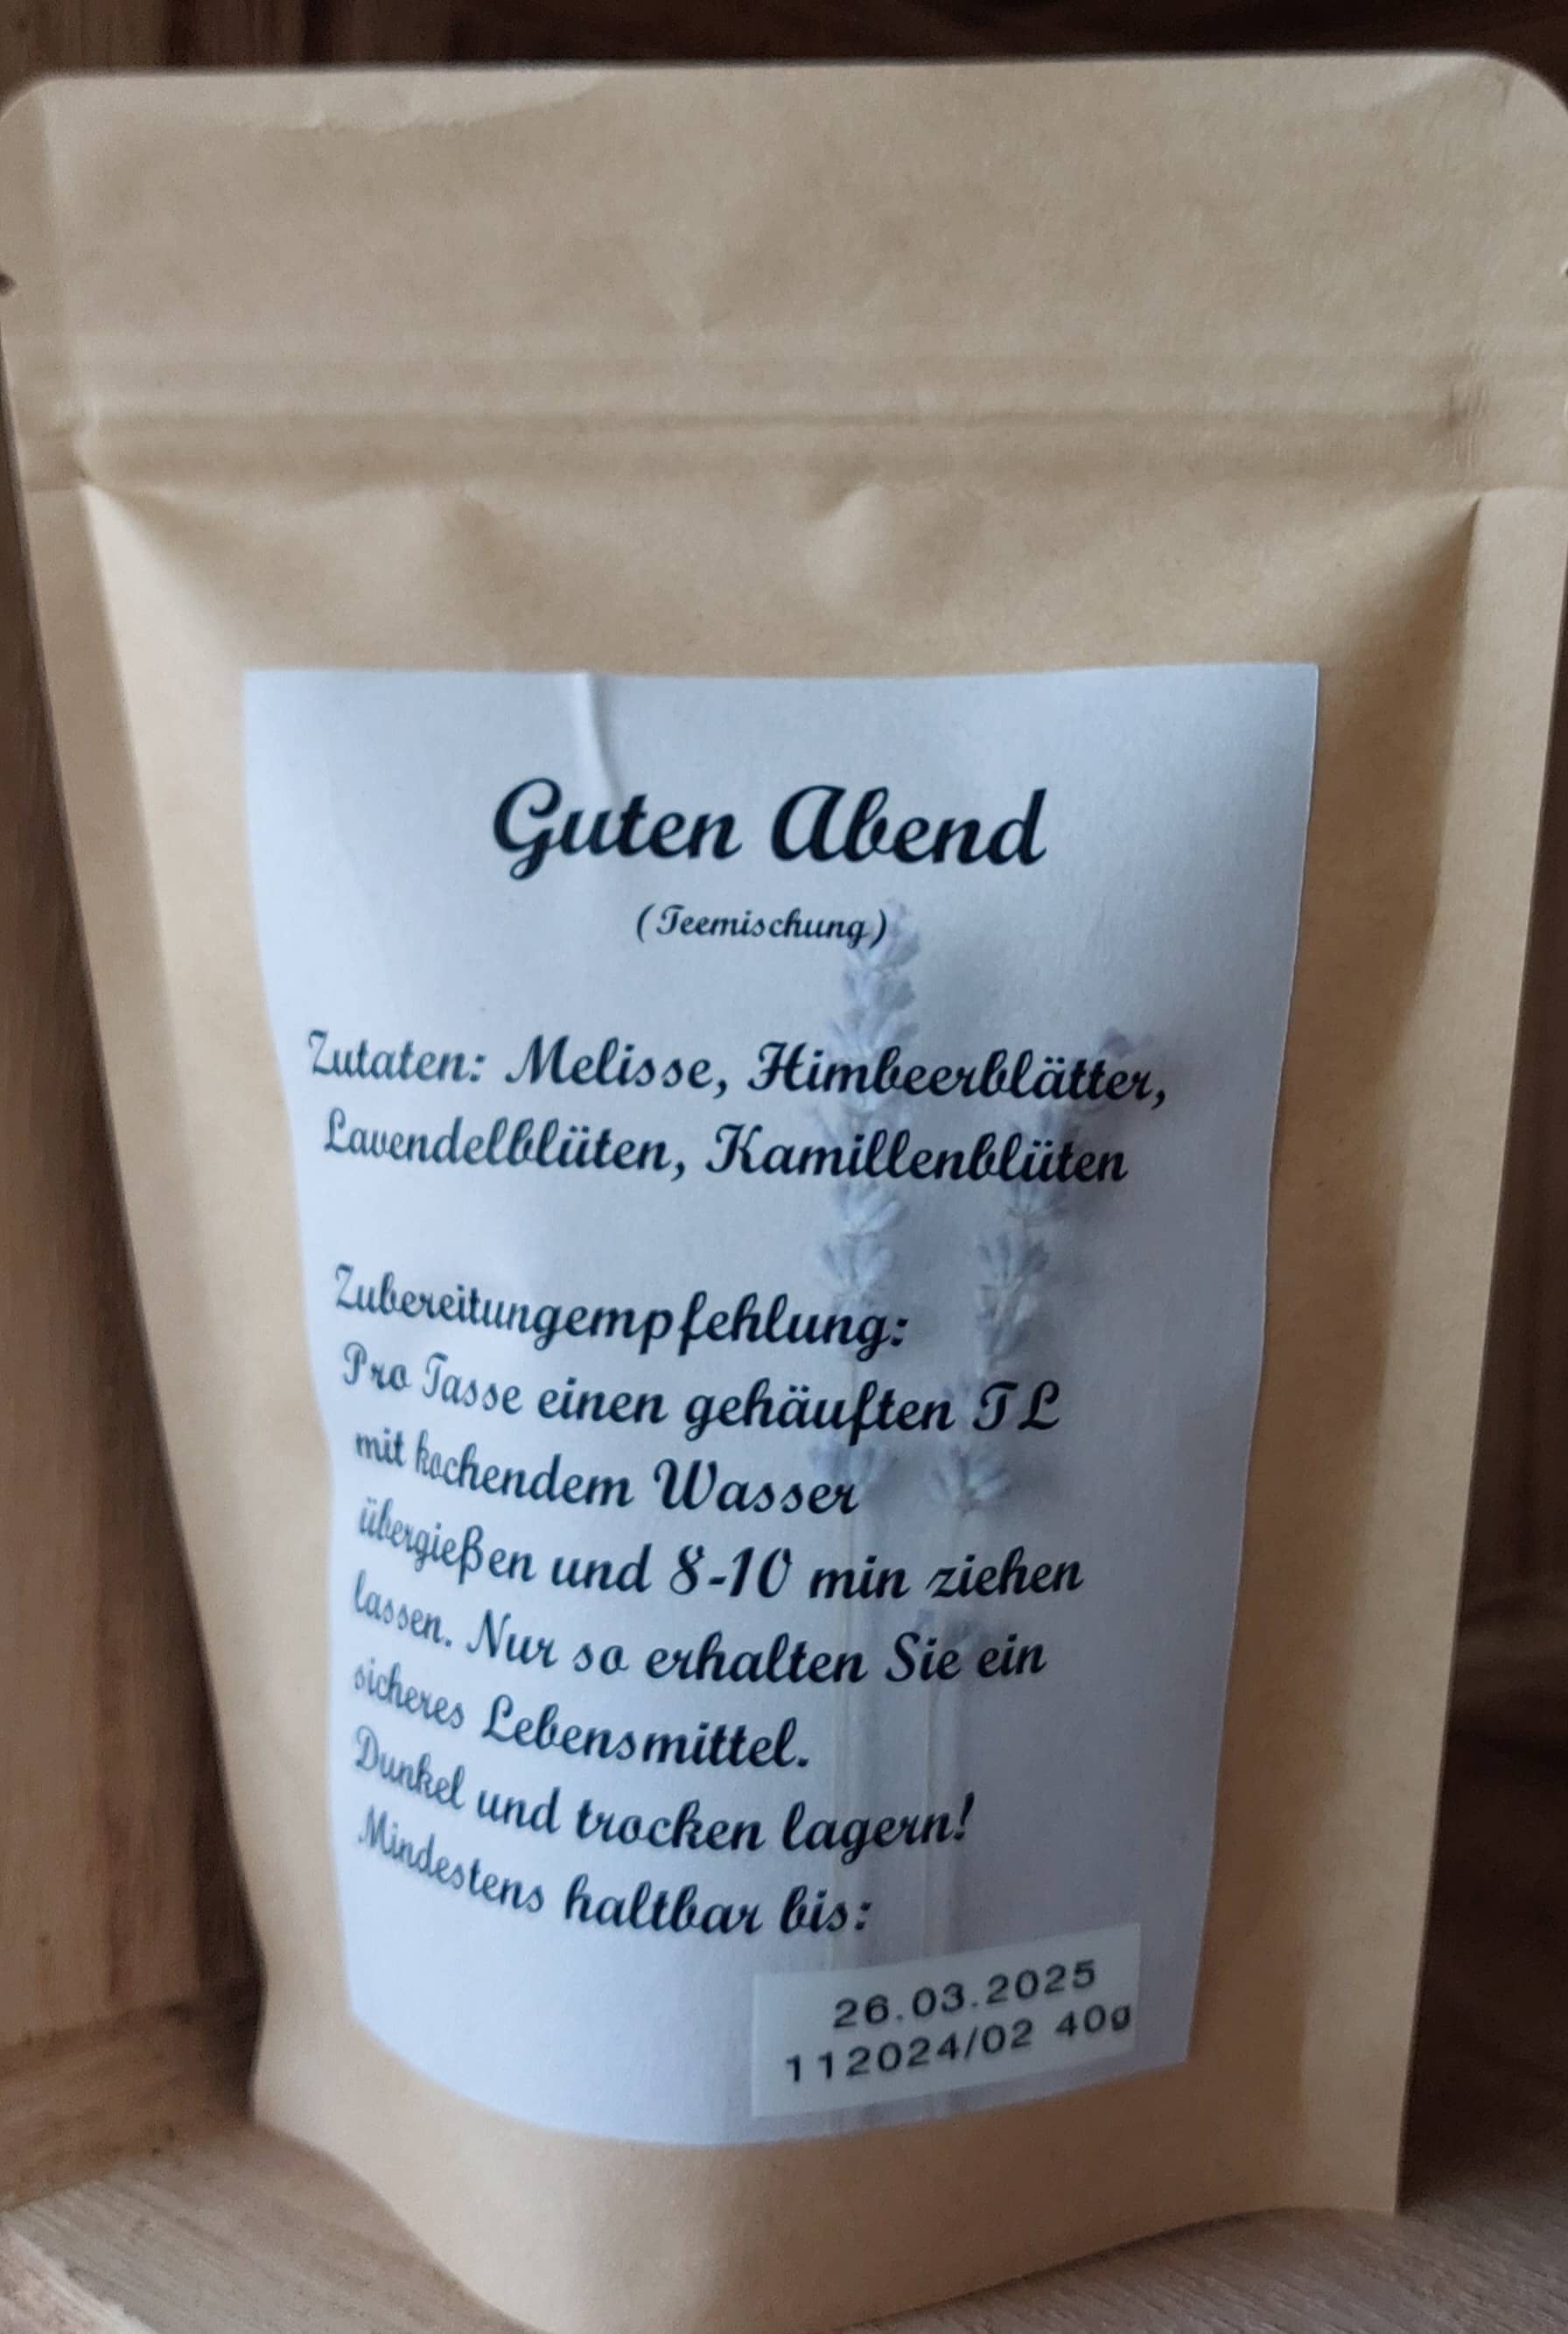 Guten Abend
(Teemischung)
Zutaten: Melisse, Himbeerblätter,
Lavendelblüten, Kamillenblüten
Zubereitungempfehlung:
Pro Tasse einen gehäuften TL
mit kochendem Wasser
übergießen und 8-10 min ziehen
lassen. Nur so erhalten Sie ein
sicheres Lebensmittel.
Dunkel und trocken lagern!
Mindestens haltbar bis:
26.03.2025
112024/02 40g